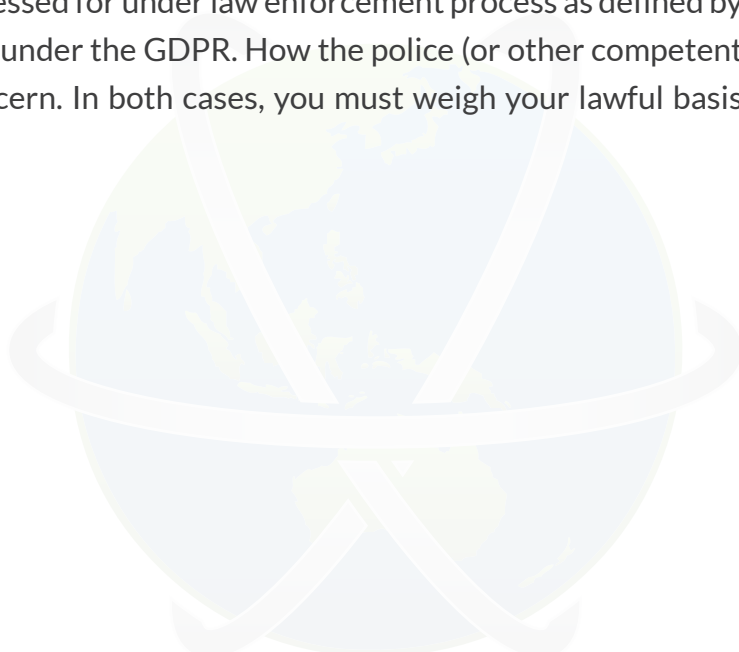 essed for under law enforcement process as defined by
under the GDPR. How the police (or other competent
cern. In both cases, you must weigh your lawful basis